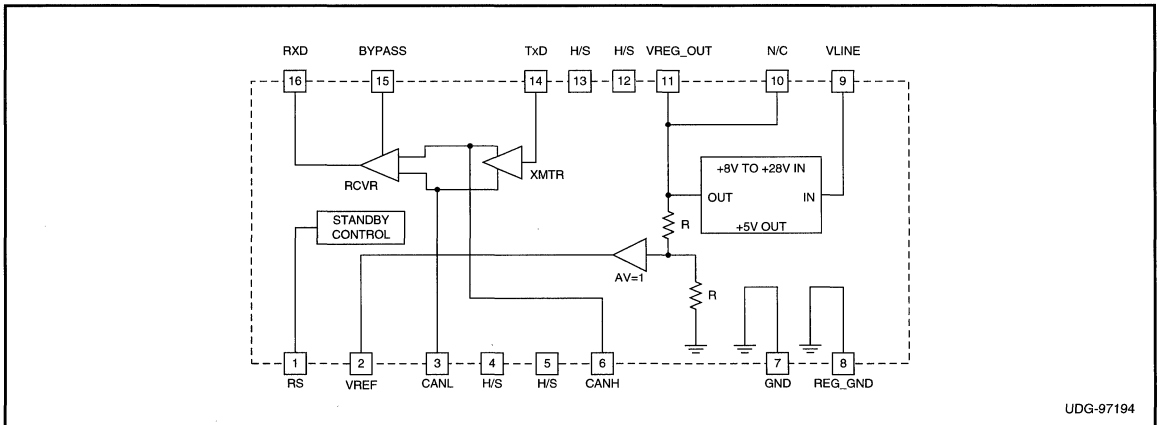 RXD BYPASS TxD H/S H/S VREG_OUT N/C VLINE
16 15 14 13 12 11 10 9
+8V TO +28V IN
XMTR
RCVR
OUT IN
STANDBY
CONTROL
R
+5V OUT
AV=1
R
1 2 3 4 5 6 7 8
RS VREF CANL H/S H/S CANH GND REG_GND
UDG-97194